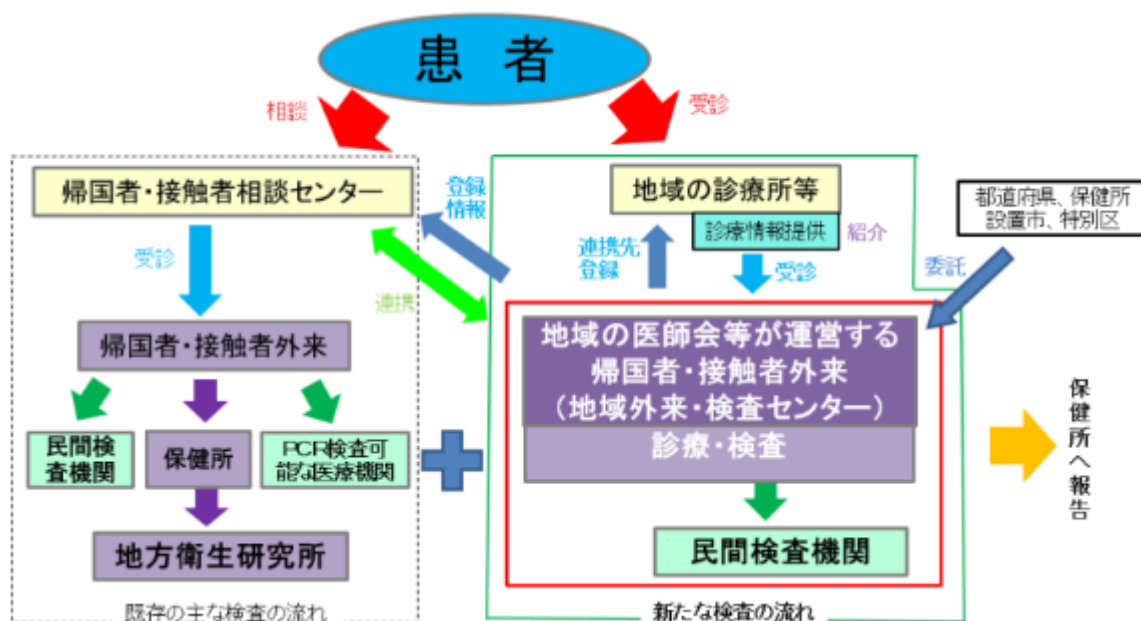 患 者
相談
受診
帰国者・接触者相談センター
受診
帰国者・接触者外来
民間検
査機関
保健所
PCR検査可
能な医療機関
地方衛生研究所
既存の主な検査の流れ
登録
情報
連携
地域の診療所等
診療情報提供
紹介
連携先
登録
受診
都道府県、保健所
設置市、特別区
委託
地域の医師会等が運営する
帰国者・接触者外来
（地域外来・検査センター）
診療・検査
民間検査機関
新たな検査の流れ
保健所へ報告